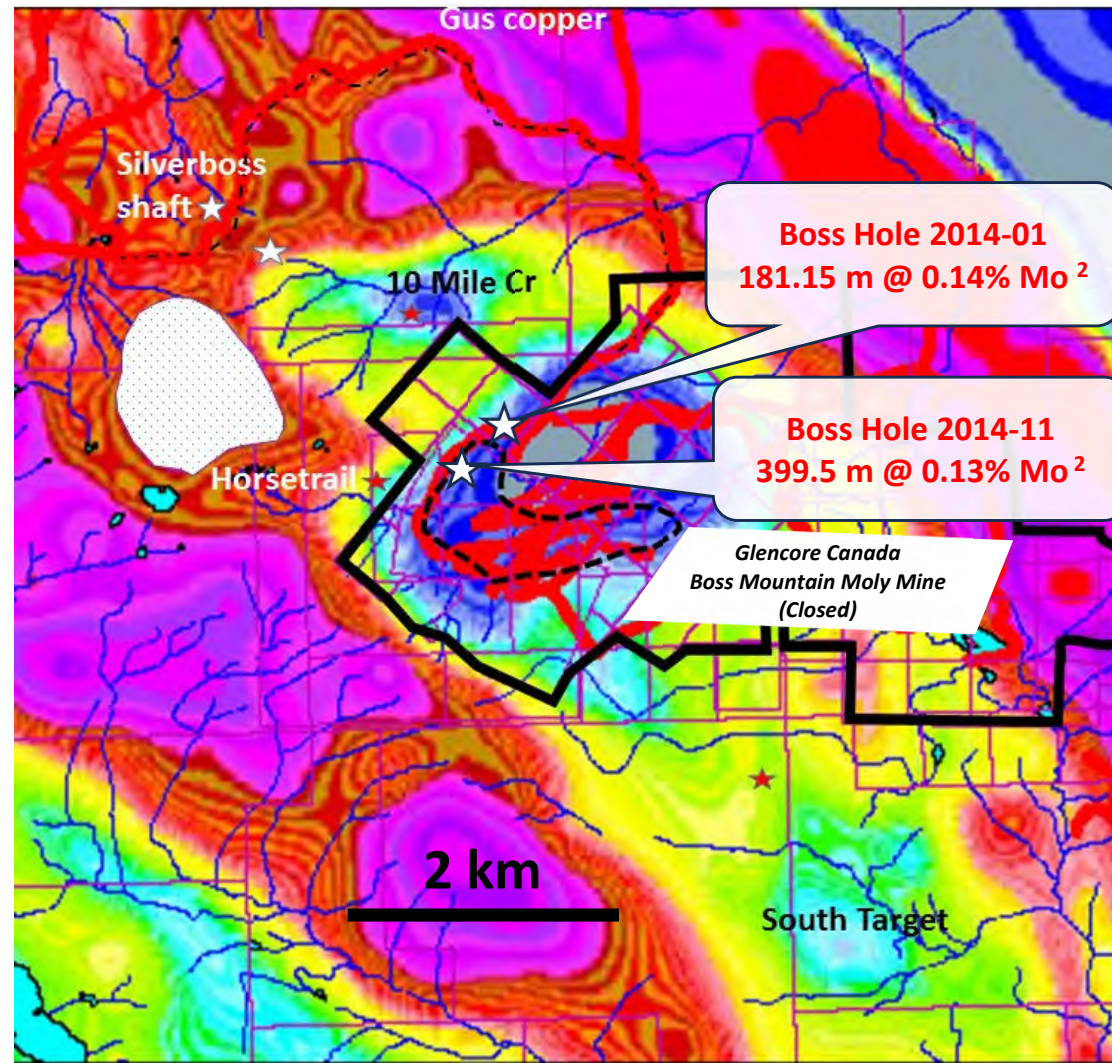 Gus copper
Silverboss
shaft
Boss Hole 2014-01
181.15 m @ 0.14% Mo ²
10 Mile Cr
Boss Hole 2014-11
399.5 m @ 0.13% Mo ²
Horsetrail
Glencore Canada
Boss Mountain Moly Mine
(Closed)
2 km
South Target